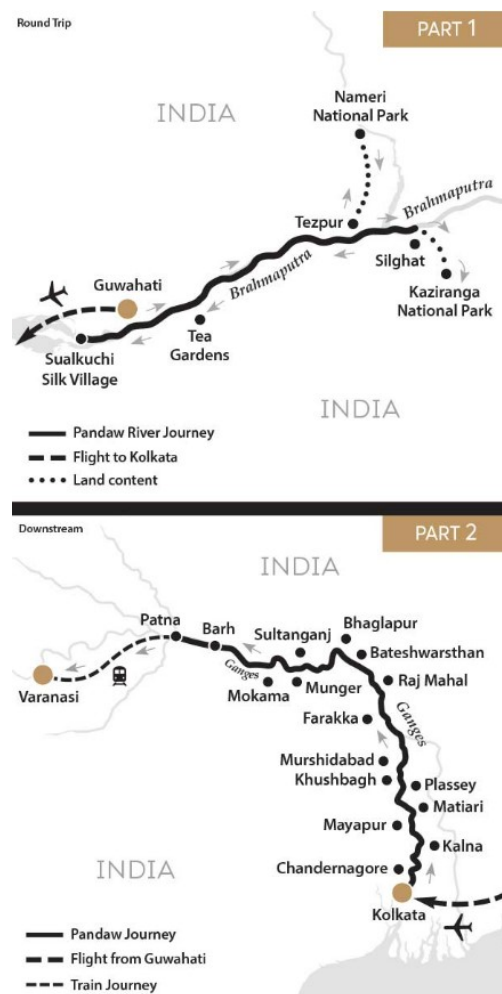 Round Trip
PART 1
INDIA
Nameri
National Park
Brahmaputra
Tezpur
Silghat
Guwahati
Brahmaputra
Kaziranga
National Park
Tea
Gardens
Sualkuchi
Silk Village
INDIA
Pandaw River Journey
Flight to Kolkata
Land content
Downstream
PART 2
INDIA
Patna
Barh
Sultanganj
Bhaglapur
Bateshwarsthan
Ganges
Varanasi
Mokama
Munger
Raj Mahal
Farakka
Ganges
Murshidabad
Khushbagh
Plassey
Matiari
Mayapur
Kalna
INDIA
Chandernagore
Kolkata
Pandaw Journey
Flight from Guwahati
Train Journey